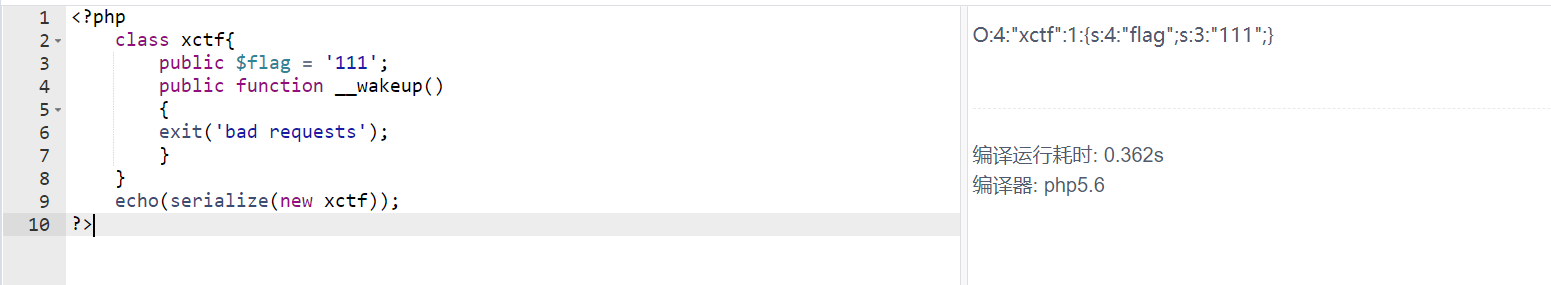 1 <?php
2 class xctf{
3 public $flag = '111';
4 public function __wakeup()
5 {
6 exit('bad requests');
7 }
8 }
9 echo(serialize(new xctf));
10 ?>
O:4:"xctf":1:{s:4:"flag";s:3:"111";}
编译运行耗时: 0.362s
编译器: php5.6